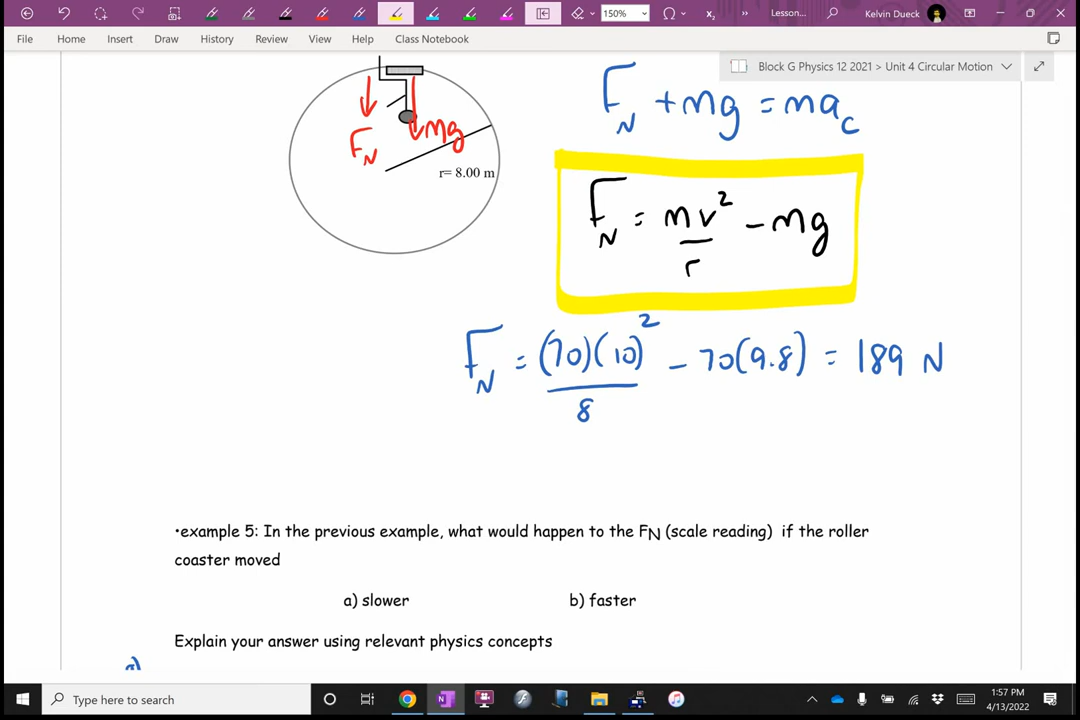 150%
Lesson...
Kelvin Dueck
File Home Insert Draw History Review View Help Class Notebook
Block G Physics 12 2021 > Unit 4 Circular Motion
F_N + mg = ma_c
F_N mg
r= 8.00 m
F_N = mv²/r - mg
F_N = (70)(10)²/8 - 70(9.8) = 189 N
•example 5: In the previous example, what would happen to the FN (scale reading) if the roller
coaster moved
a) slower b) faster
Explain your answer using relevant physics concepts
a)
Type here to search
1:57 PM
4/13/2022